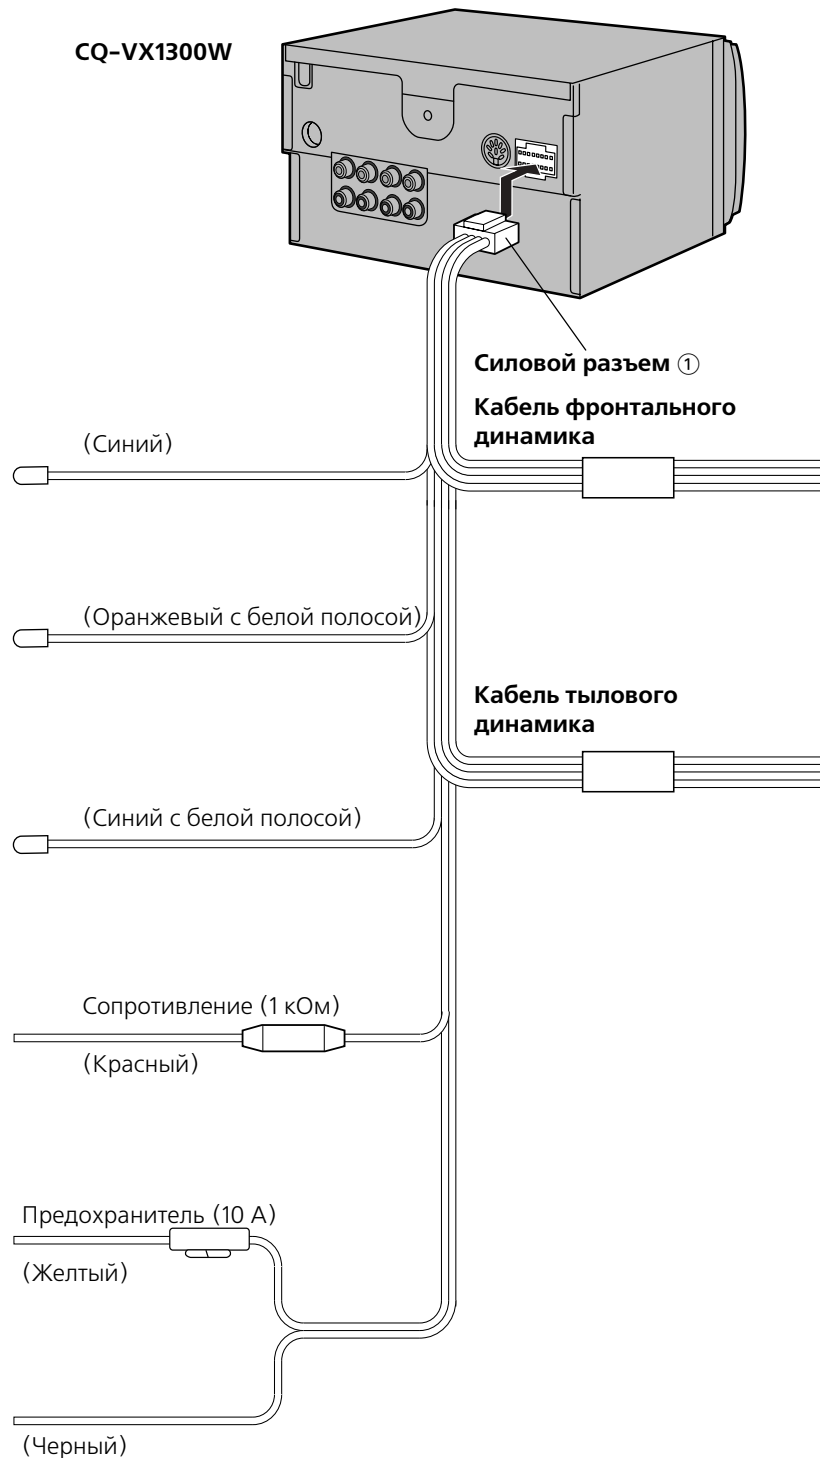 CQ-VX1300W
Силовой разъем ①
Кабель фронтального
динамика
(Синий)
(Оранжевый с белой полосой)
Кабель тылового
динамика
(Синий с белой полосой)
Сопротивление (1 кОм)
(Красный)
Предохранитель (10 А)
(Желтый)
(Черный)